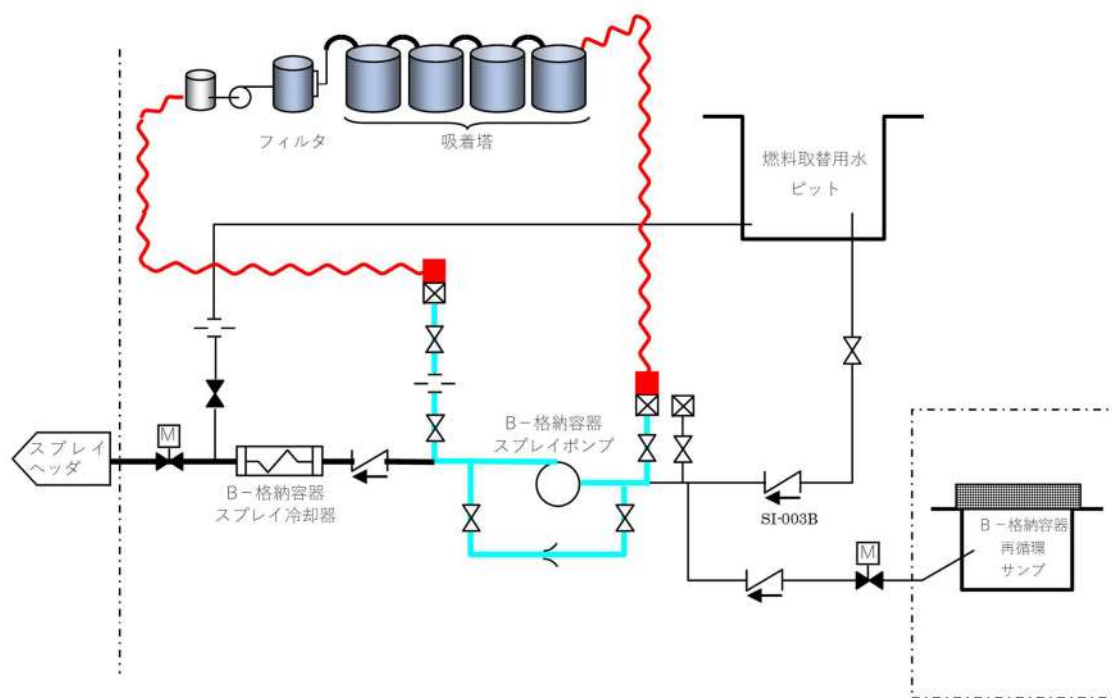 フィルタ
吸着塔
燃料取替用水
ピット
M
スプレイ
ヘッダ
B－格納容器
スプレイ冷却器
B－格納容器
スプレイポンプ
SI-003B
M
B－格納容器
再循環
サンプ